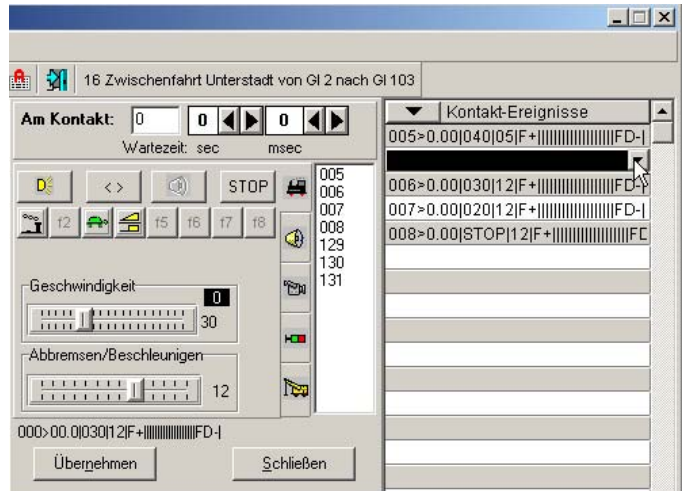 16 Zwischenfahrt Unterstadt von Gl 2 nach Gl 103
Am Kontakt: 0 0 0
Wartezeit: sec msec
STOP
f2 f5 f6 f7 f8
Geschwindigkeit
0
30
Abbremsen/Beschleunigen
12
000>00.0|030|12|F+||||||||||||||||||FD-|
Übernehmen Schließen
005
006
007
008
129
130
131
Kontakt-Ereignisse
005>0.00|040|05|F+||||||||||||||||||FD-|
006>0.00|030|12|F+||||||||||||||||||FD-|
007>0.00|020|12|F+||||||||||||||||||FD-|
008>0.00|STOP|12|F+||||||||||||||||||FD